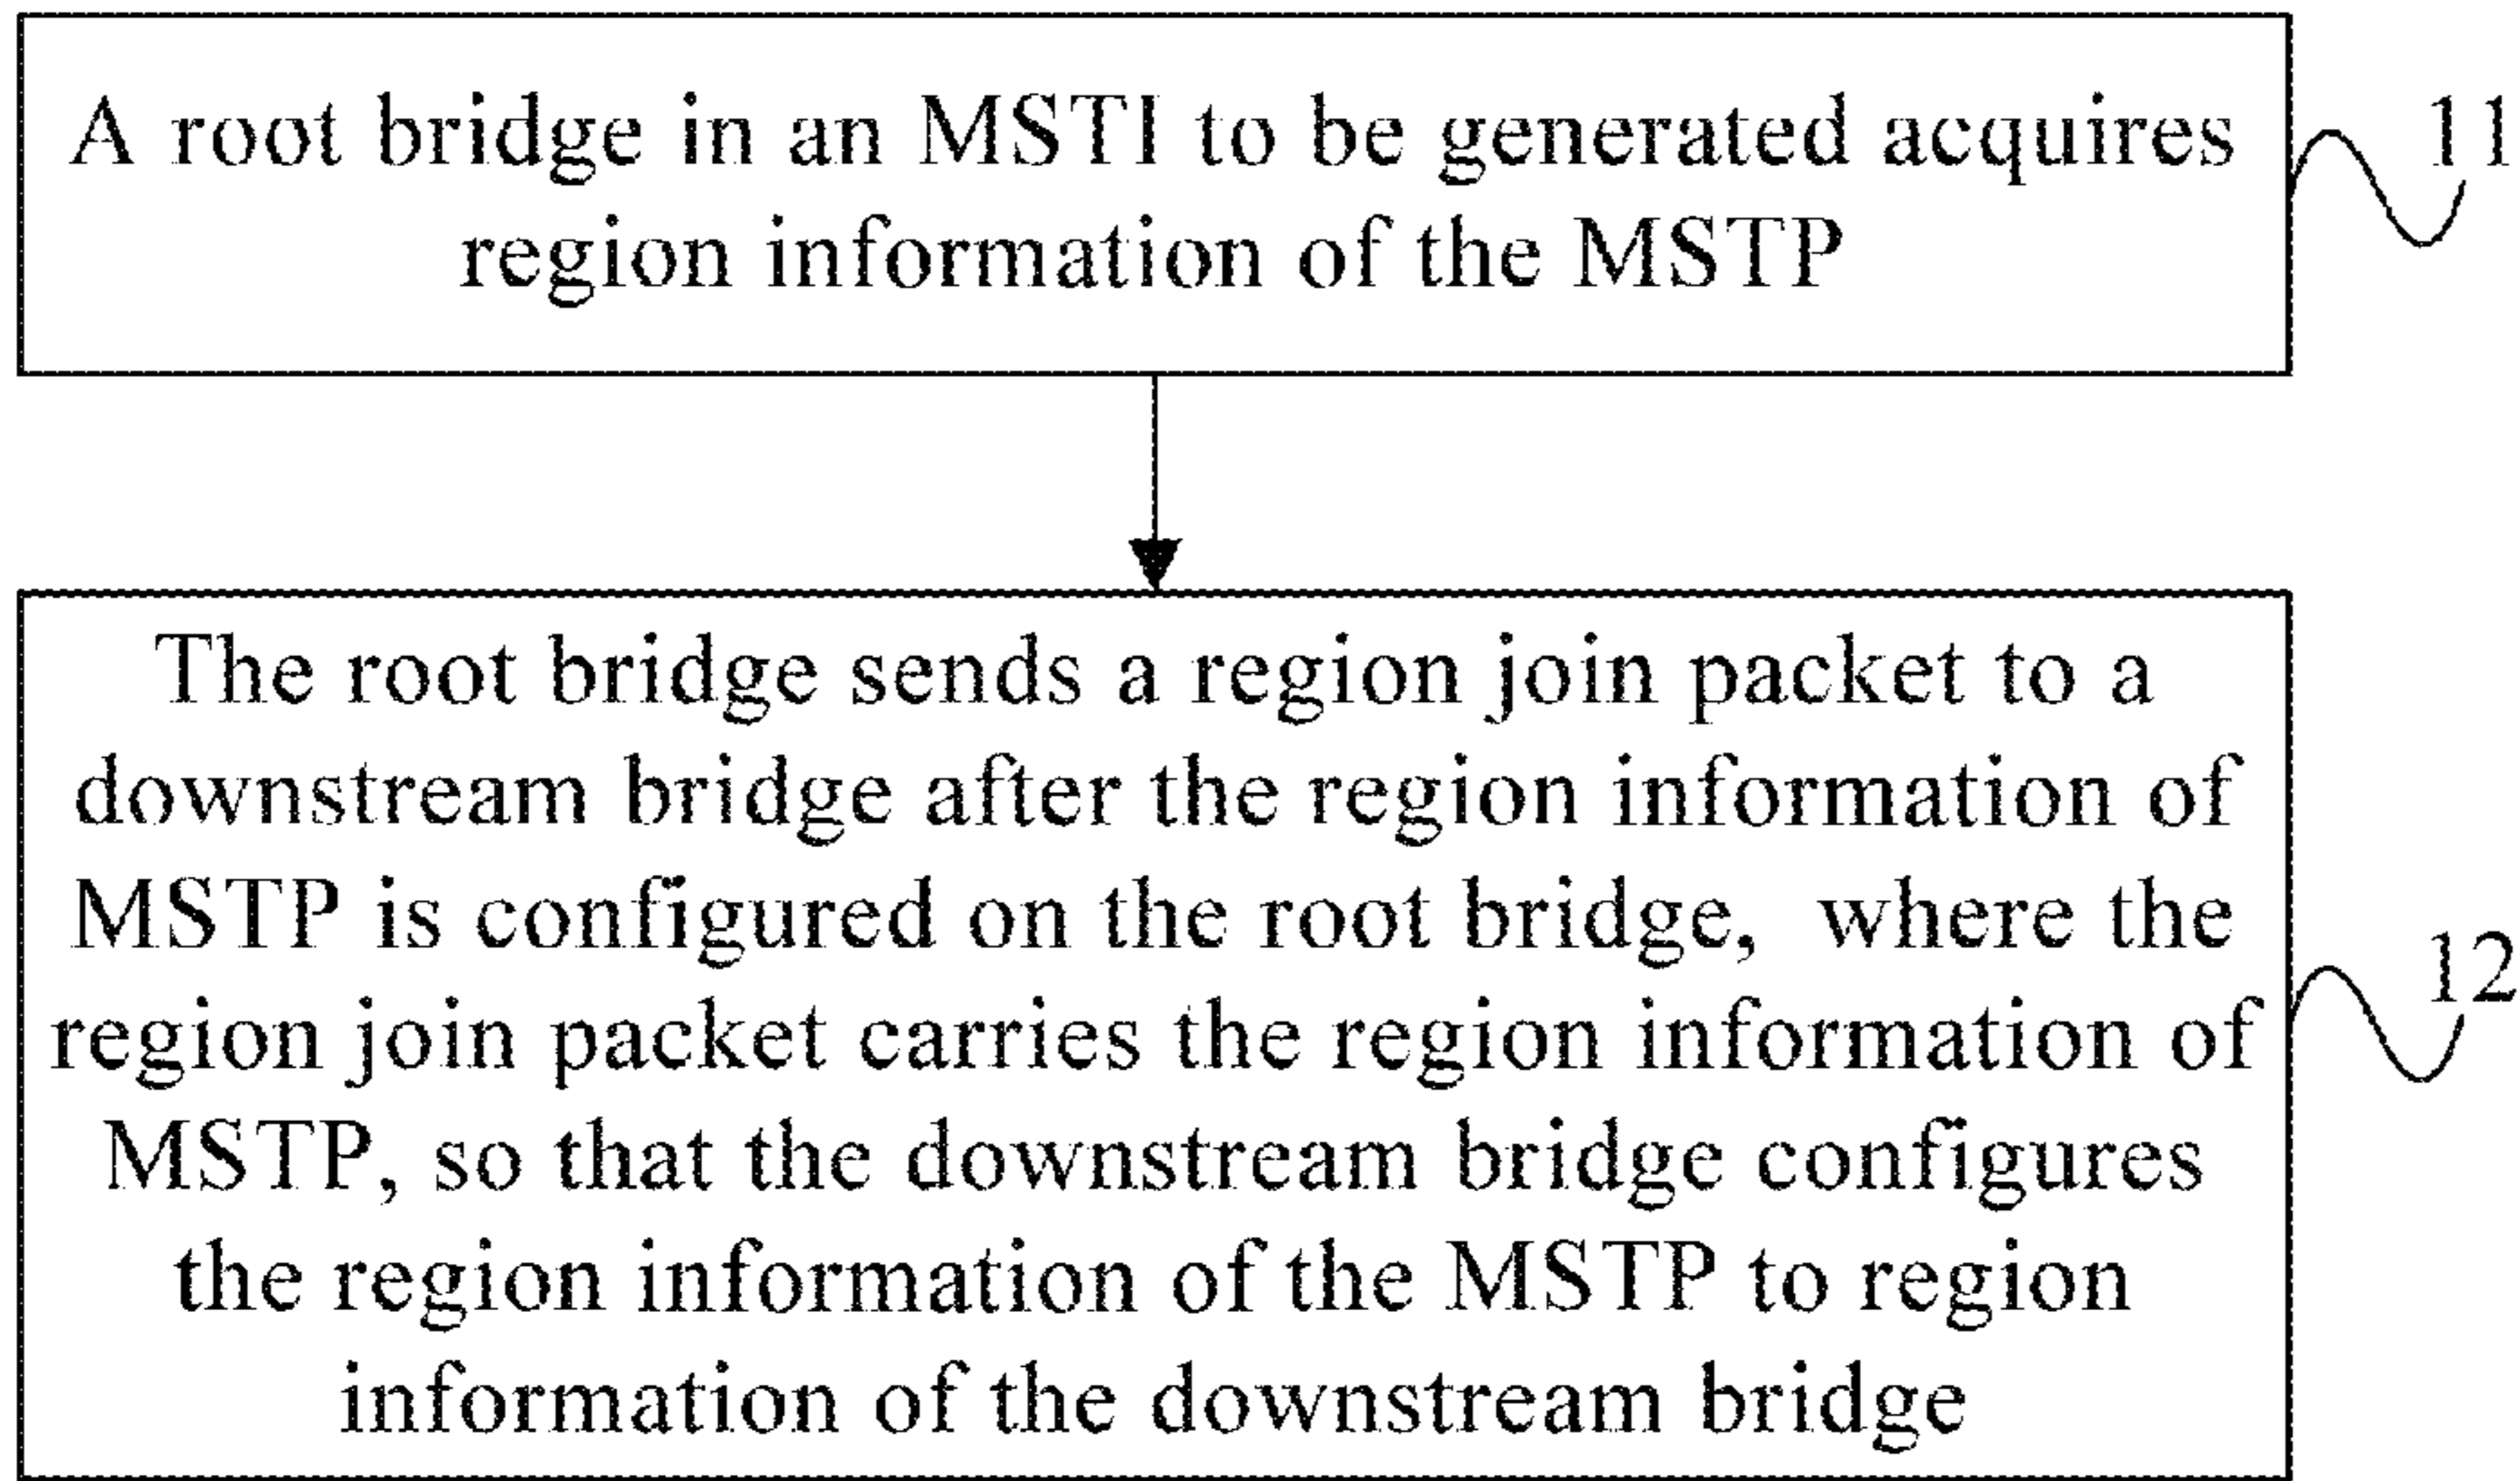 A root bridge in an MSTI to be generated acquires
region information of the MSTP
11
The root bridge sends a region join packet to a
downstream bridge after the region information of
MSTP is configured on the root bridge, where the
region join packet carries the region information of
MSTP, so that the downstream bridge configures
the region information of the MSTP to region
information of the downstream bridge
12